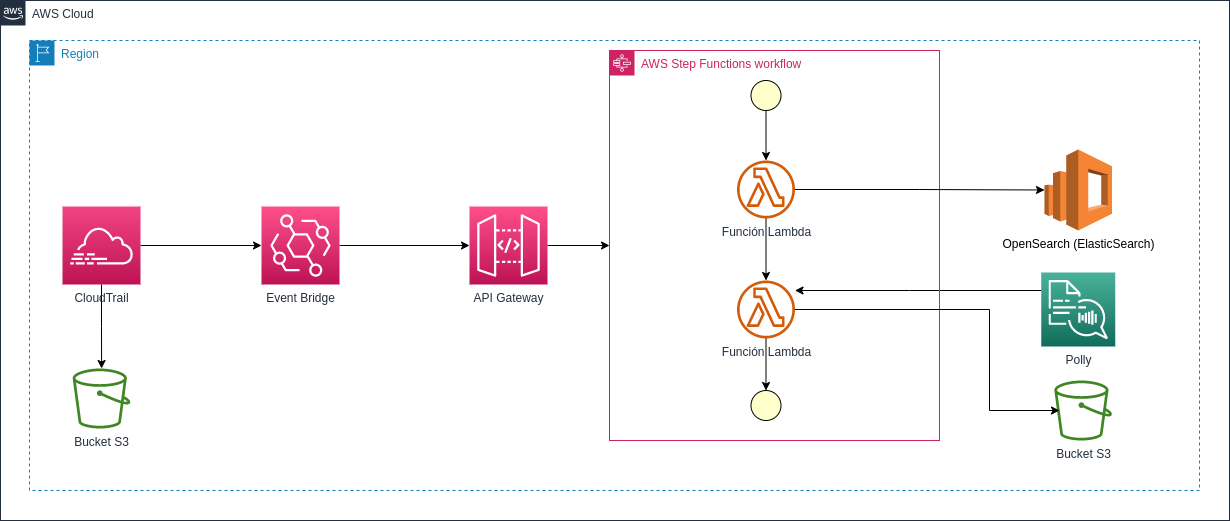 aws
AWS Cloud
Region
AWS Step Functions workflow
Función Lambda
OpenSearch (ElasticSearch)
CloudTrail
Event Bridge
API Gateway
Función Lambda
Polly
Bucket S3
Bucket S3